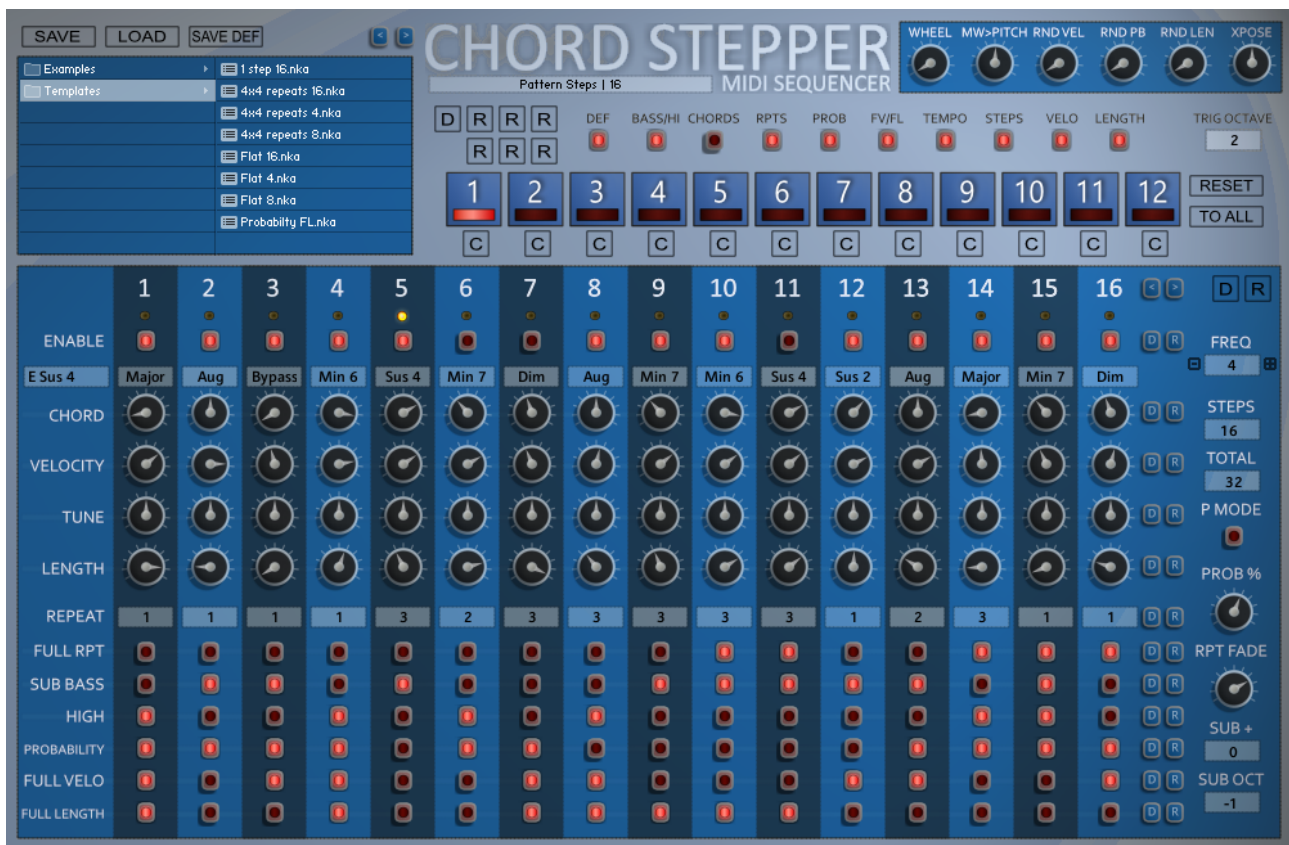 SAVE LOAD SAVE DEF < >
CHORD STEPPER
MIDI SEQUENCER
Pattern Steps | 16
WHEEL MW>PITCH RND VEL RND PB RND LEN XPOSE
Examples
Templates
1 step 16.nka
4x4 repeats 16.nka
4x4 repeats 4.nka
4x4 repeats 8.nka
Flat 16.nka
Flat 4.nka
Flat 8.nka
Probabilty FL.nka
D R R R
R R R
DEF BASS/HI CHORDS RPTS PROB FV/FL TEMPO STEPS VELO LENGTH
TRIG OCTAVE
2
1 2 3 4 5 6 7 8 9 10 11 12
RESET
TO ALL
C C C C C C C C C C C C
1 2 3 4 5 6 7 8 9 10 11 12 13 14 15 16 < > D R
ENABLE D R
FREQ
4
E Sus 4 Major Aug Bypass Min 6 Sus 4 Min 7 Dim Aug Min 7 Min 6 Sus 4 Sus 2 Aug Major Min 7 Dim
CHORD D R
STEPS
16
VELOCITY D R
TOTAL
32
TUNE D R
P MODE
LENGTH D R
PROB %
REPEAT 1 1 1 1 3 2 3 3 3 3 3 1 2 3 1 1 D R
FULL RPT D R
RPT FADE
SUB BASS D R
HIGH D R
SUB +
0
PROBABILITY D R
FULL VELO D R
SUB OCT
-1
FULL LENGTH D R